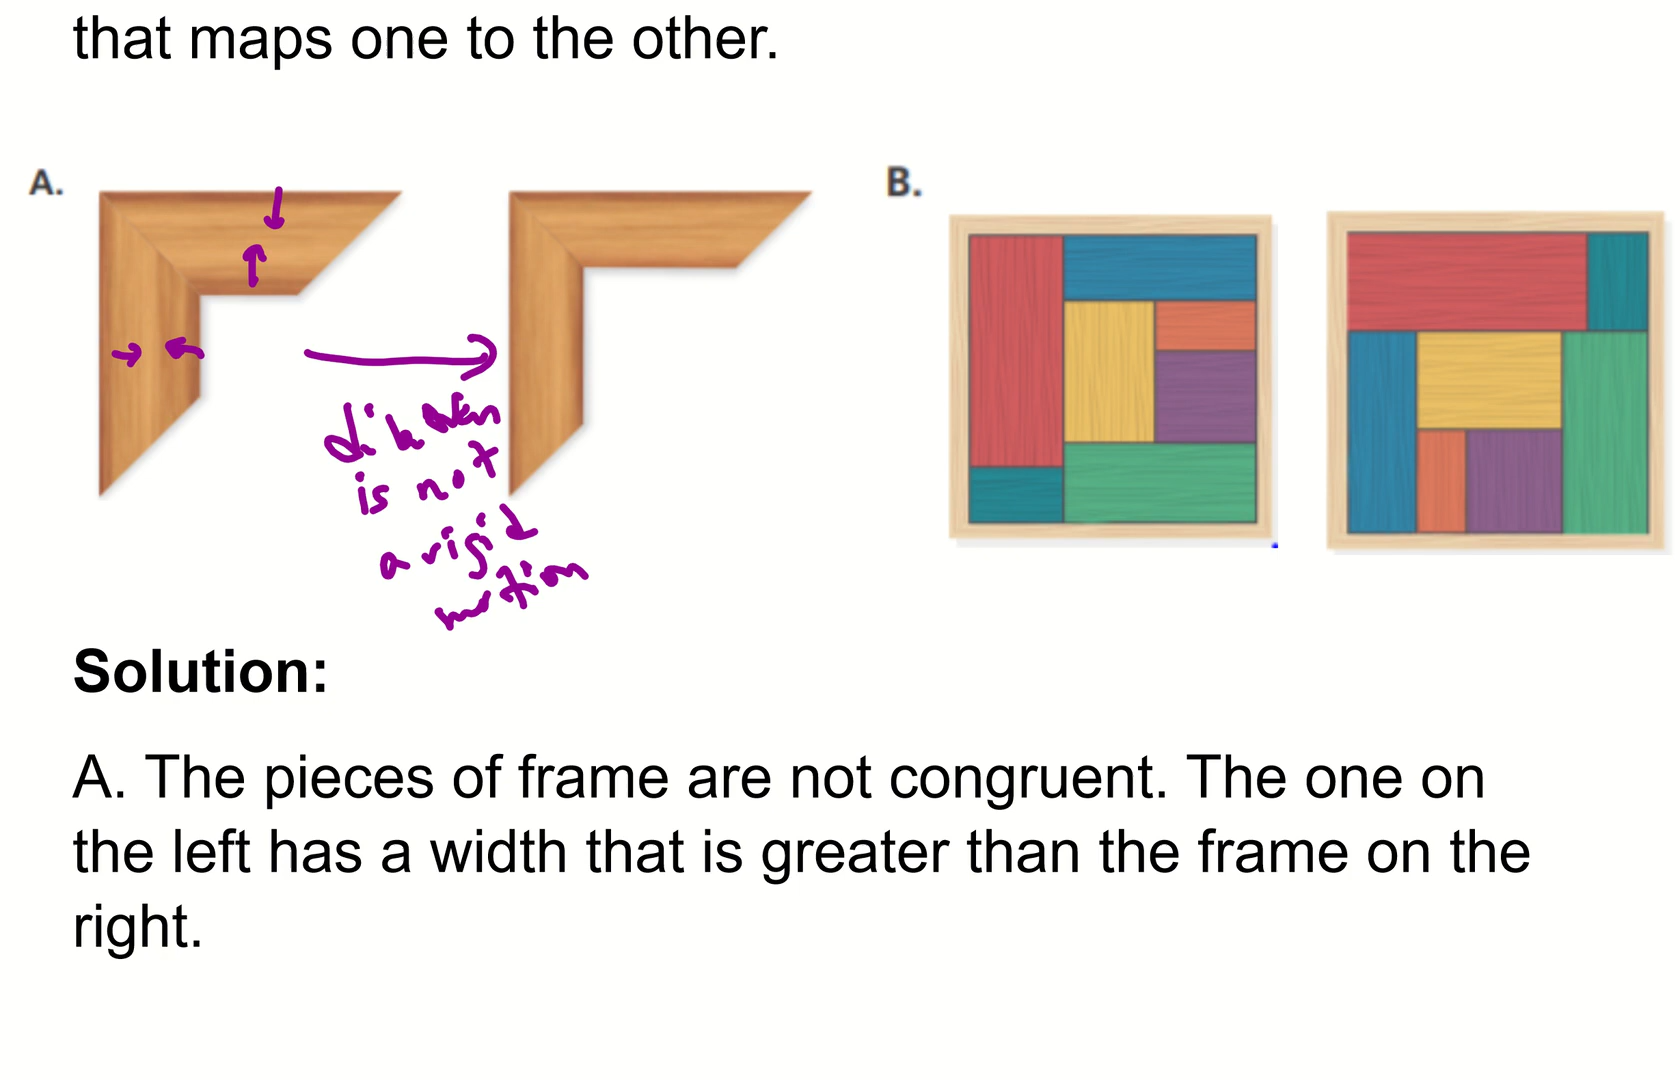 that maps one to the other.
A.
B.
dilation
is not
a rigid
motion
Solution:
A. The pieces of frame are not congruent. The one on
the left has a width that is greater than the frame on the
right.